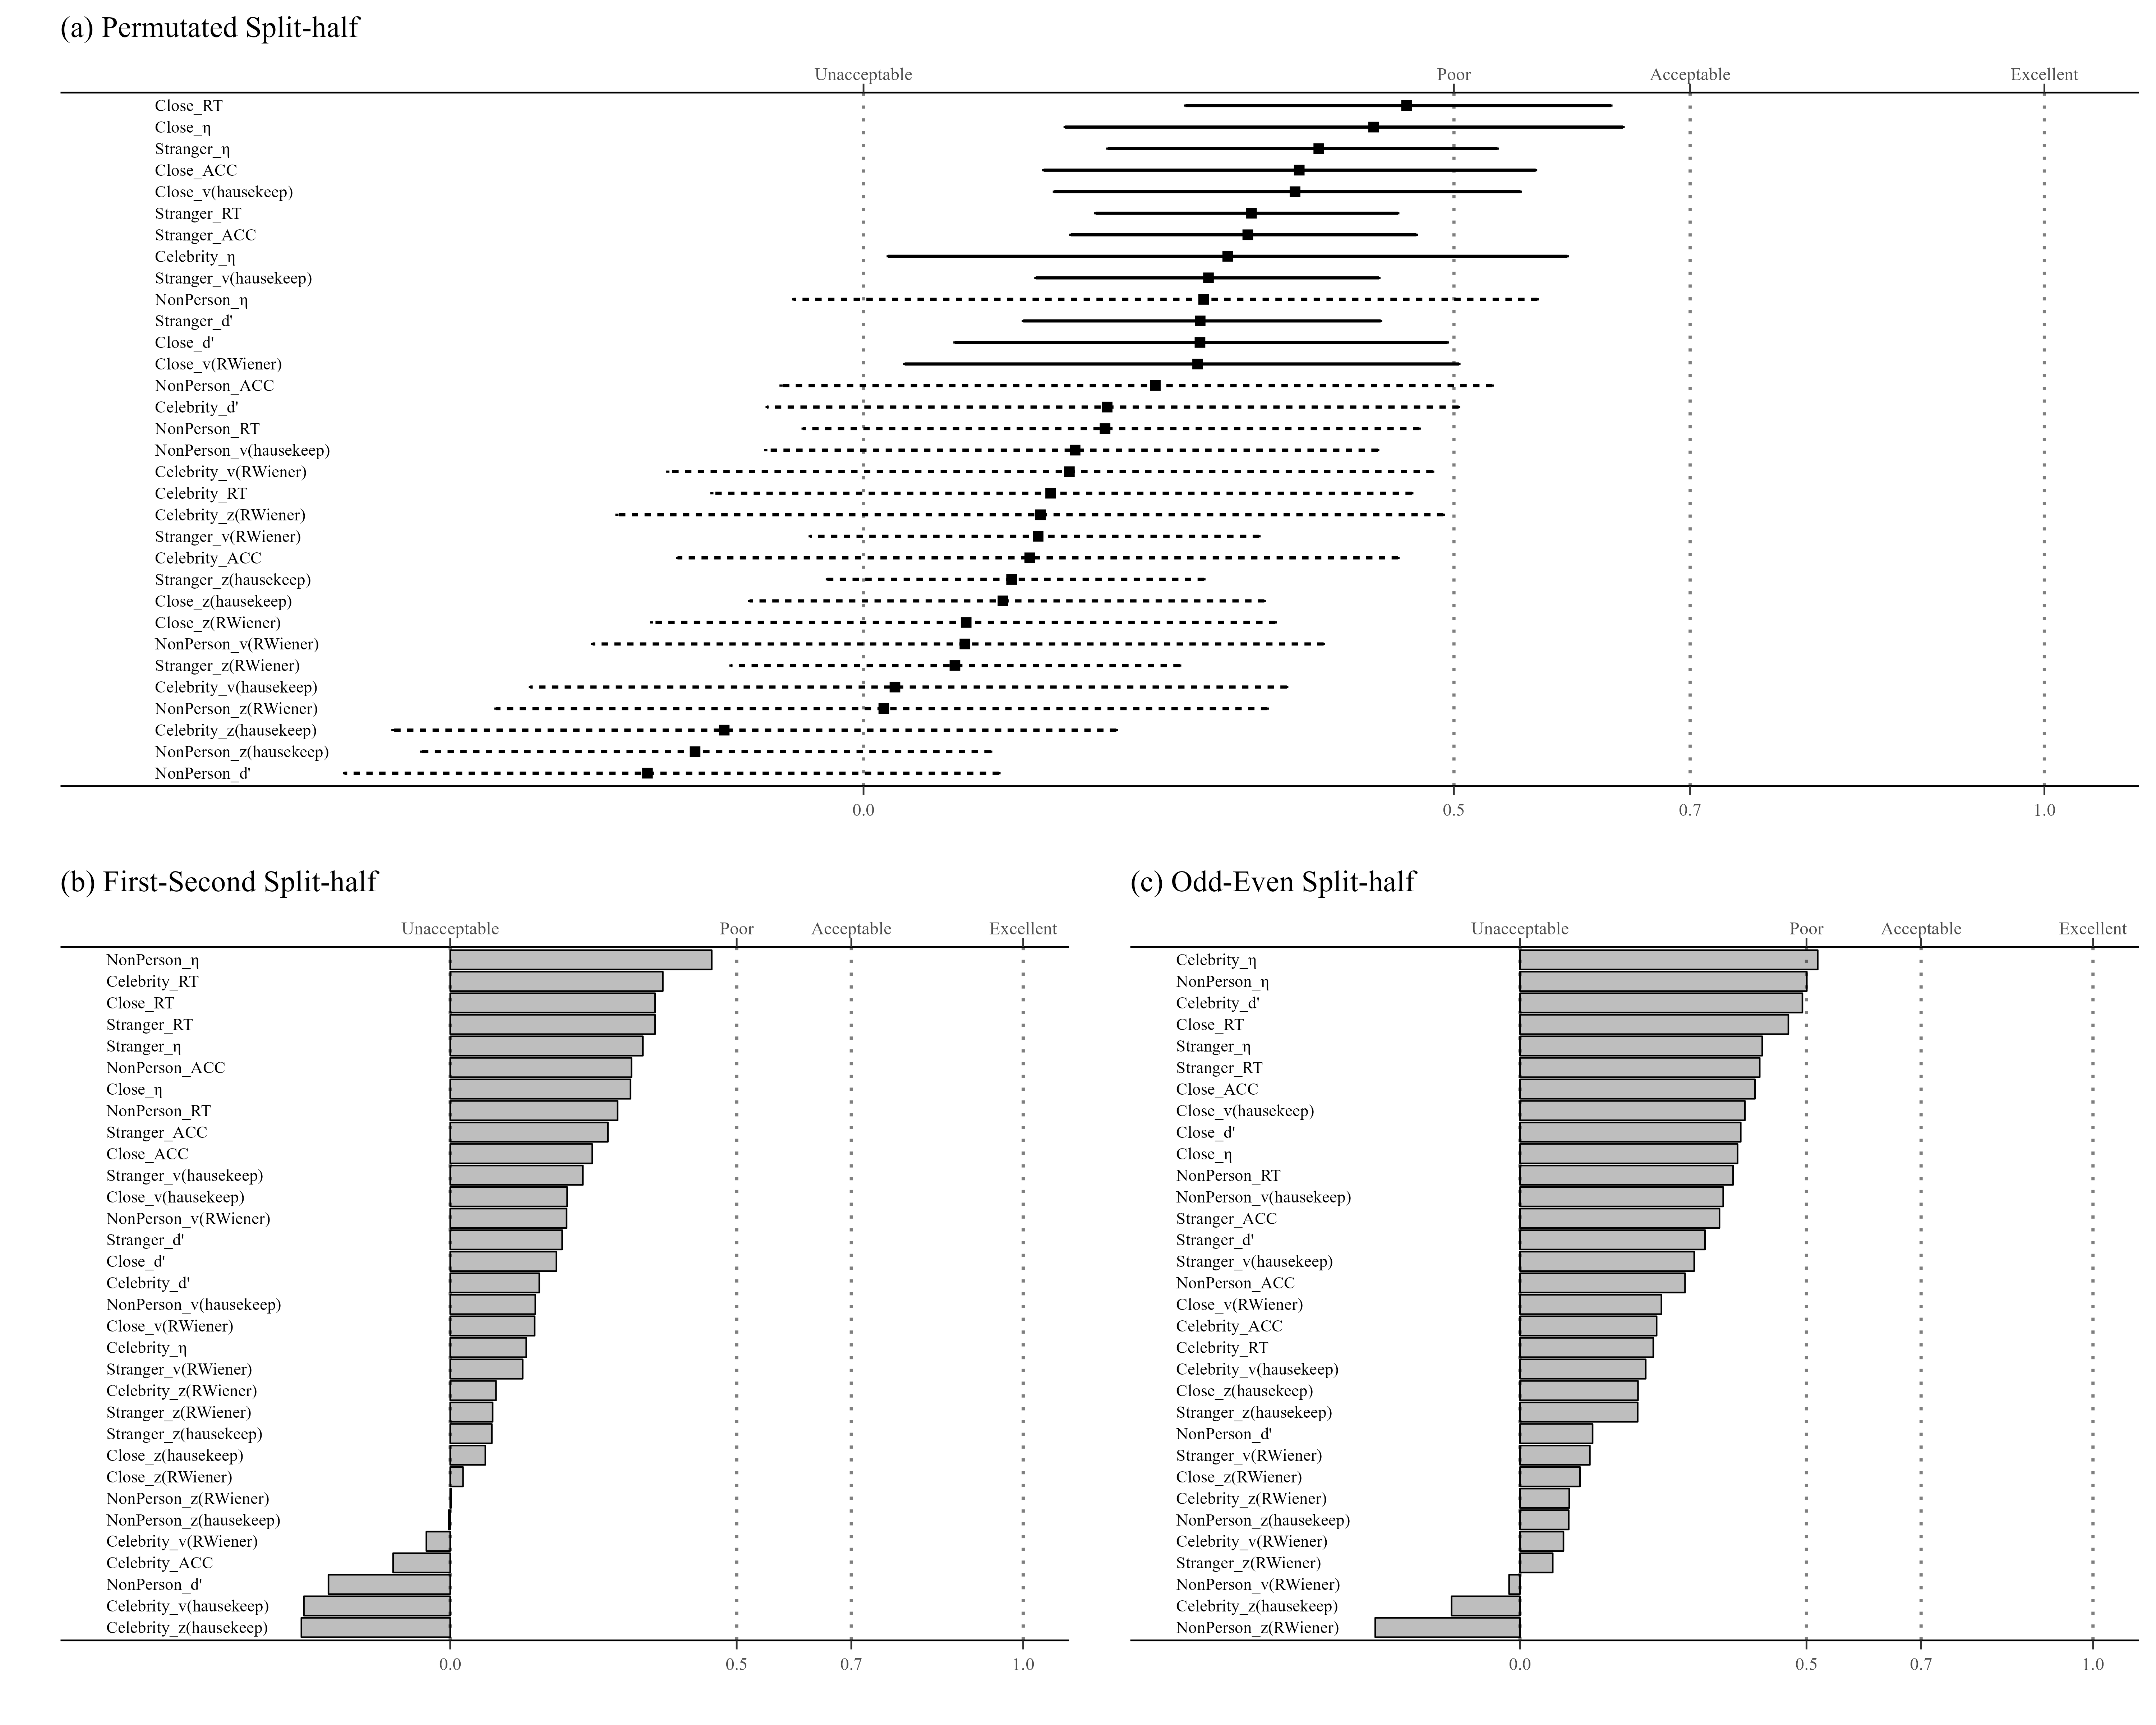 (a) Permutated Split-half
Unacceptable Poor Acceptable Excellent
Close_RT
Close_η
Stranger_η
Close_ACC
Close_v(hausekeep)
Stranger_RT
Stranger_ACC
Celebrity_η
Stranger_v(hausekeep)
NonPerson_η
Stranger_d'
Close_d'
Close_v(RWiener)
NonPerson_ACC
Celebrity_d'
NonPerson_RT
NonPerson_v(hausekeep)
Celebrity_v(RWiener)
Celebrity_RT
Celebrity_z(RWiener)
Stranger_v(RWiener)
Celebrity_ACC
Stranger_z(hausekeep)
Close_z(hausekeep)
Close_z(RWiener)
NonPerson_v(RWiener)
Stranger_z(RWiener)
Celebrity_v(hausekeep)
NonPerson_z(RWiener)
Celebrity_z(hausekeep)
NonPerson_z(hausekeep)
NonPerson_d'
0.0 0.5 0.7 1.0
(b) First-Second Split-half
Unacceptable Poor Acceptable Excellent
NonPerson_η
Celebrity_RT
Close_RT
Stranger_RT
Stranger_η
NonPerson_ACC
Close_η
NonPerson_RT
Stranger_ACC
Close_ACC
Stranger_v(hausekeep)
Close_v(hausekeep)
NonPerson_v(RWiener)
Stranger_d'
Close_d'
Celebrity_d'
NonPerson_v(hausekeep)
Close_v(RWiener)
Celebrity_η
Stranger_v(RWiener)
Celebrity_z(RWiener)
Stranger_z(RWiener)
Stranger_z(hausekeep)
Close_z(hausekeep)
Close_z(RWiener)
NonPerson_z(RWiener)
NonPerson_z(hausekeep)
Celebrity_v(RWiener)
Celebrity_ACC
NonPerson_d'
Celebrity_v(hausekeep)
Celebrity_z(hausekeep)
0.0 0.5 0.7 1.0
(c) Odd-Even Split-half
Unacceptable Poor Acceptable Excellent
Celebrity_η
NonPerson_η
Celebrity_d'
Close_RT
Stranger_η
Stranger_RT
Close_ACC
Close_v(hausekeep)
Close_d'
Close_η
NonPerson_RT
NonPerson_v(hausekeep)
Stranger_ACC
Stranger_d'
Stranger_v(hausekeep)
NonPerson_ACC
Close_v(RWiener)
Celebrity_ACC
Celebrity_RT
Celebrity_v(hausekeep)
Close_z(hausekeep)
Stranger_z(hausekeep)
NonPerson_d'
Stranger_v(RWiener)
Close_z(RWiener)
Celebrity_z(RWiener)
NonPerson_z(hausekeep)
Celebrity_v(RWiener)
Stranger_z(RWiener)
NonPerson_v(RWiener)
Celebrity_z(hausekeep)
NonPerson_z(RWiener)
0.0 0.5 0.7 1.0